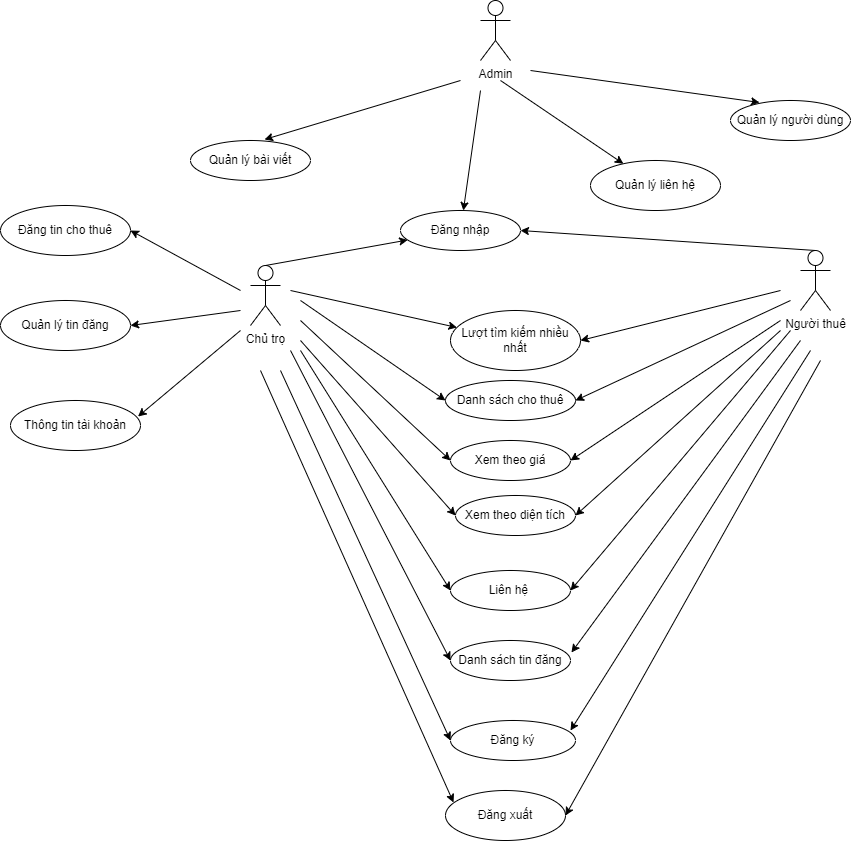 Admin
Quản lý người dùng
Quản lý bài viết
Quản lý liên hệ
Đăng tin cho thuê
Đăng nhập
Quản lý tin đăng
Chủ trọ
Người thuê
Lượt tìm kiếm nhiều
nhất
Danh sách cho thuê
Thông tin tài khoản
Xem theo giá
Xem theo diện tích
Liên hệ
Danh sách tin đăng
Đăng ký
Đăng xuất